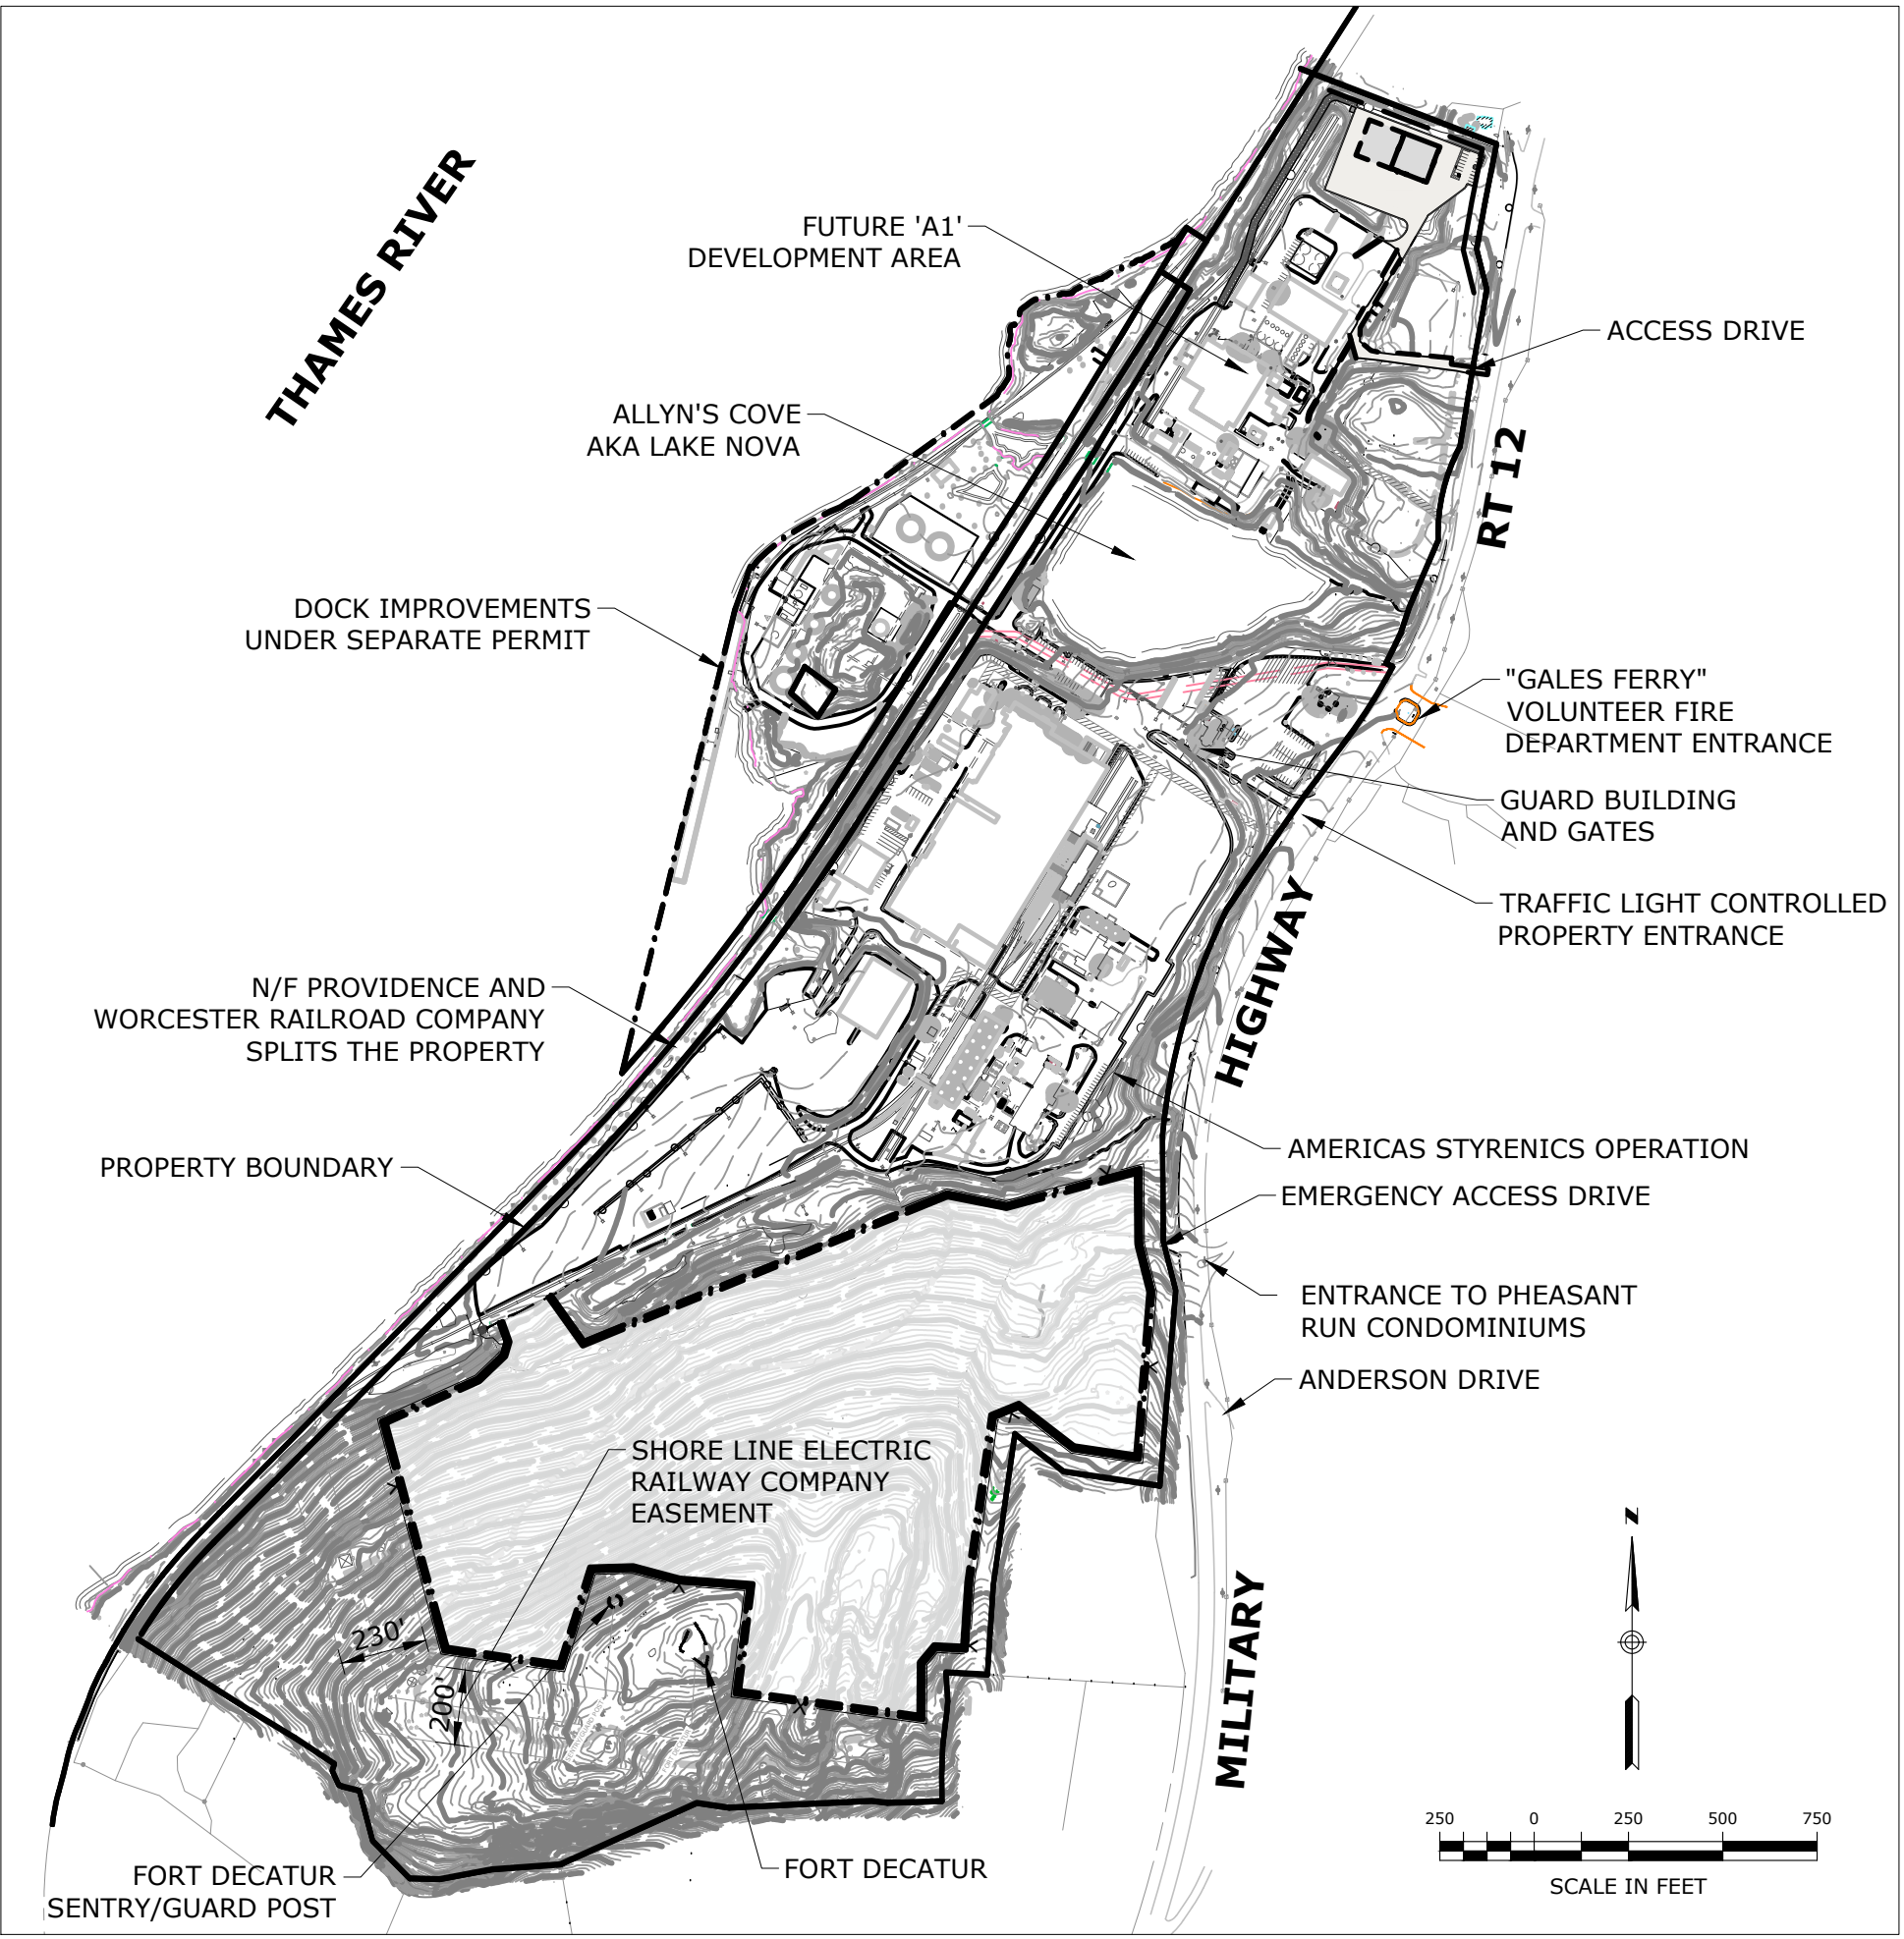 THAMES RIVER
FUTURE 'A1'
DEVELOPMENT AREA
ACCESS DRIVE
ALLYN'S COVE
AKA LAKE NOVA
RT 12
DOCK IMPROVEMENTS
UNDER SEPARATE PERMIT
"GALES FERRY"
VOLUNTEER FIRE
DEPARTMENT ENTRANCE
GUARD BUILDING
AND GATES
TRAFFIC LIGHT CONTROLLED
PROPERTY ENTRANCE
HIGHWAY
N/F PROVIDENCE AND
WORCESTER RAILROAD COMPANY
SPLITS THE PROPERTY
AMERICAS STYRENICS OPERATION
PROPERTY BOUNDARY
EMERGENCY ACCESS DRIVE
ENTRANCE TO PHEASANT
RUN CONDOMINIUMS
ANDERSON DRIVE
SHORE LINE ELECTRIC
RAILWAY COMPANY
EASEMENT
N
230'
200'
MILITARY
FORT DECATUR
FORT DECATUR
SENTRY/GUARD POST
250 0 250 500 750
SCALE IN FEET